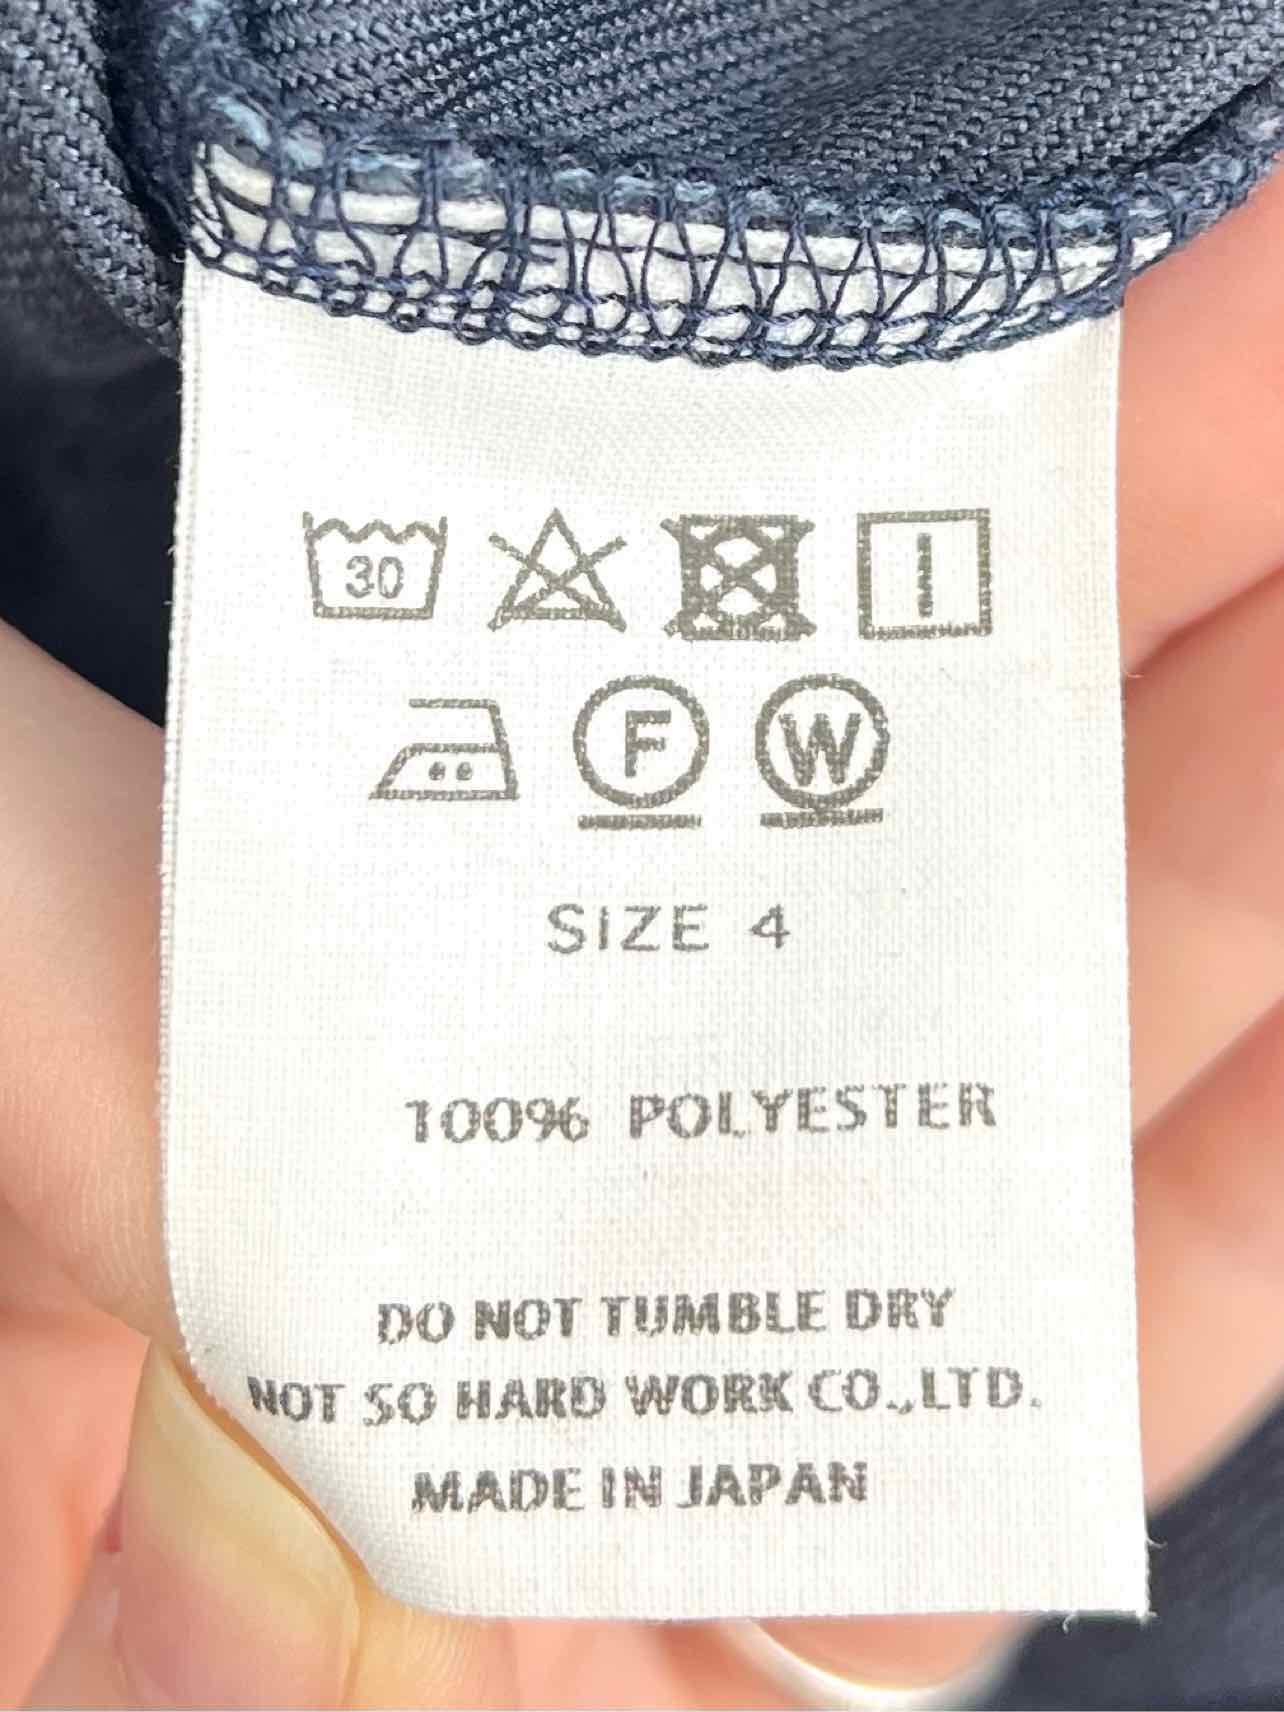 30
F W
SIZE 4
100% POLYESTER
DO NOT TUMBLE DRY
NOT SO HARD WORK CO.,LTD.
MADE IN JAPAN